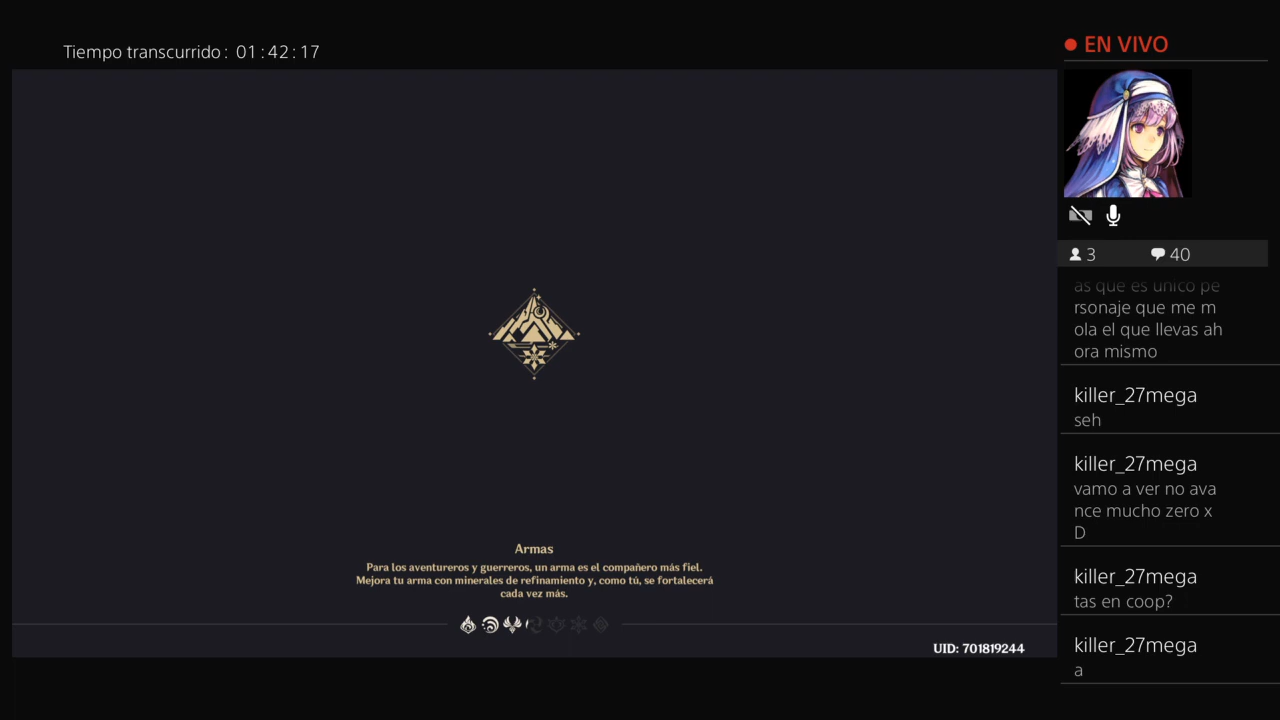 Tiempo transcurrido: 01:42:17
EN VIVO
3 40
as que es unico pe
rsonaje que me m
ola el que llevas ah
ora mismo
killer_27mega
seh
killer_27mega
vamo a ver no ava
nce mucho zero x
D
killer_27mega
tas en coop?
killer_27mega
a
Armas
Para los aventureros y guerreros, un arma es el compañero más fiel.
Mejora tu arma con minerales de refinamiento y, como tú, se fortalecerá
cada vez más.
UID: 701819244